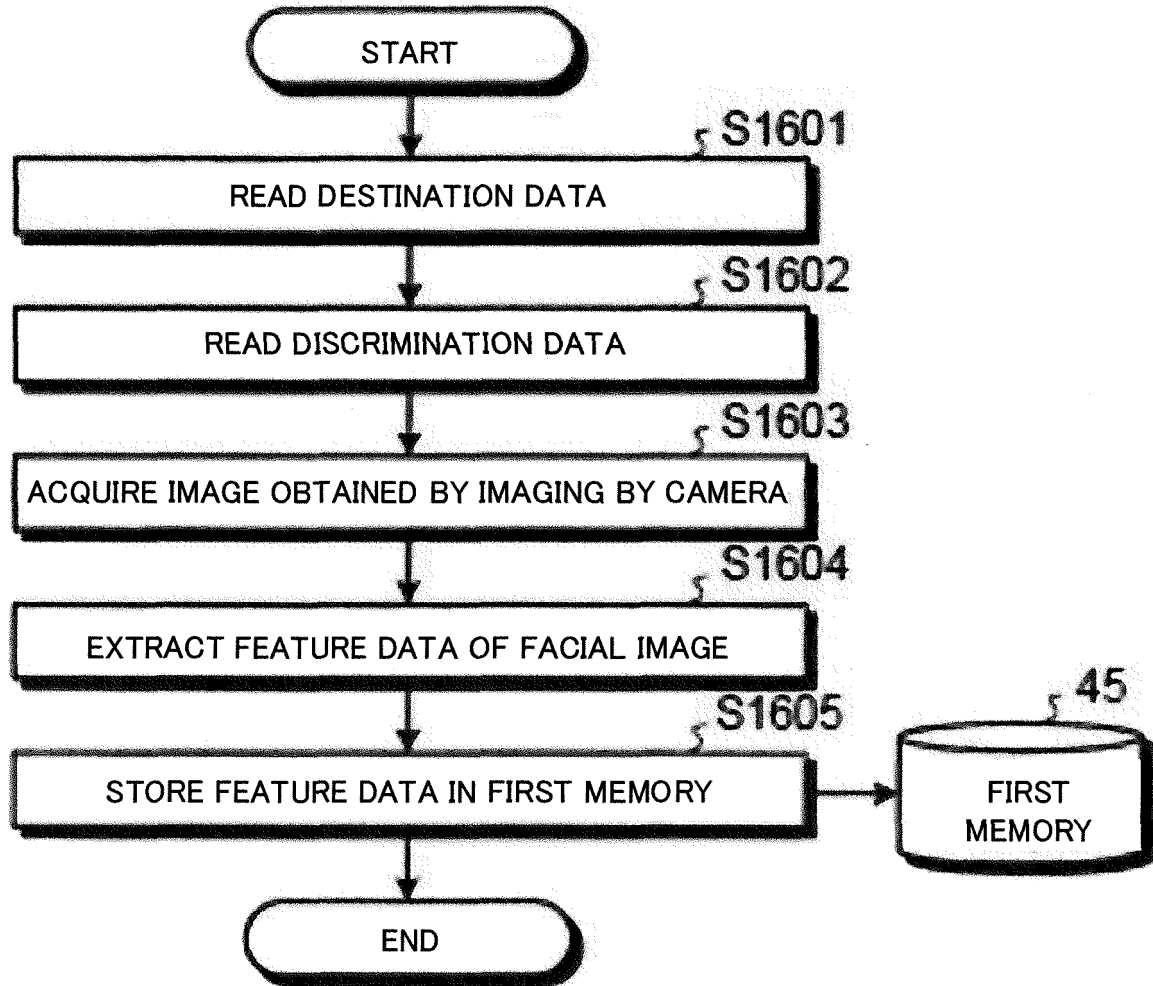 START
S1601
READ DESTINATION DATA
S1602
READ DISCRIMINATION DATA
S1603
ACQUIRE IMAGE OBTAINED BY IMAGING BY CAMERA
S1604
EXTRACT FEATURE DATA OF FACIAL IMAGE
S1605
STORE FEATURE DATA IN FIRST MEMORY
45
FIRST
MEMORY
END